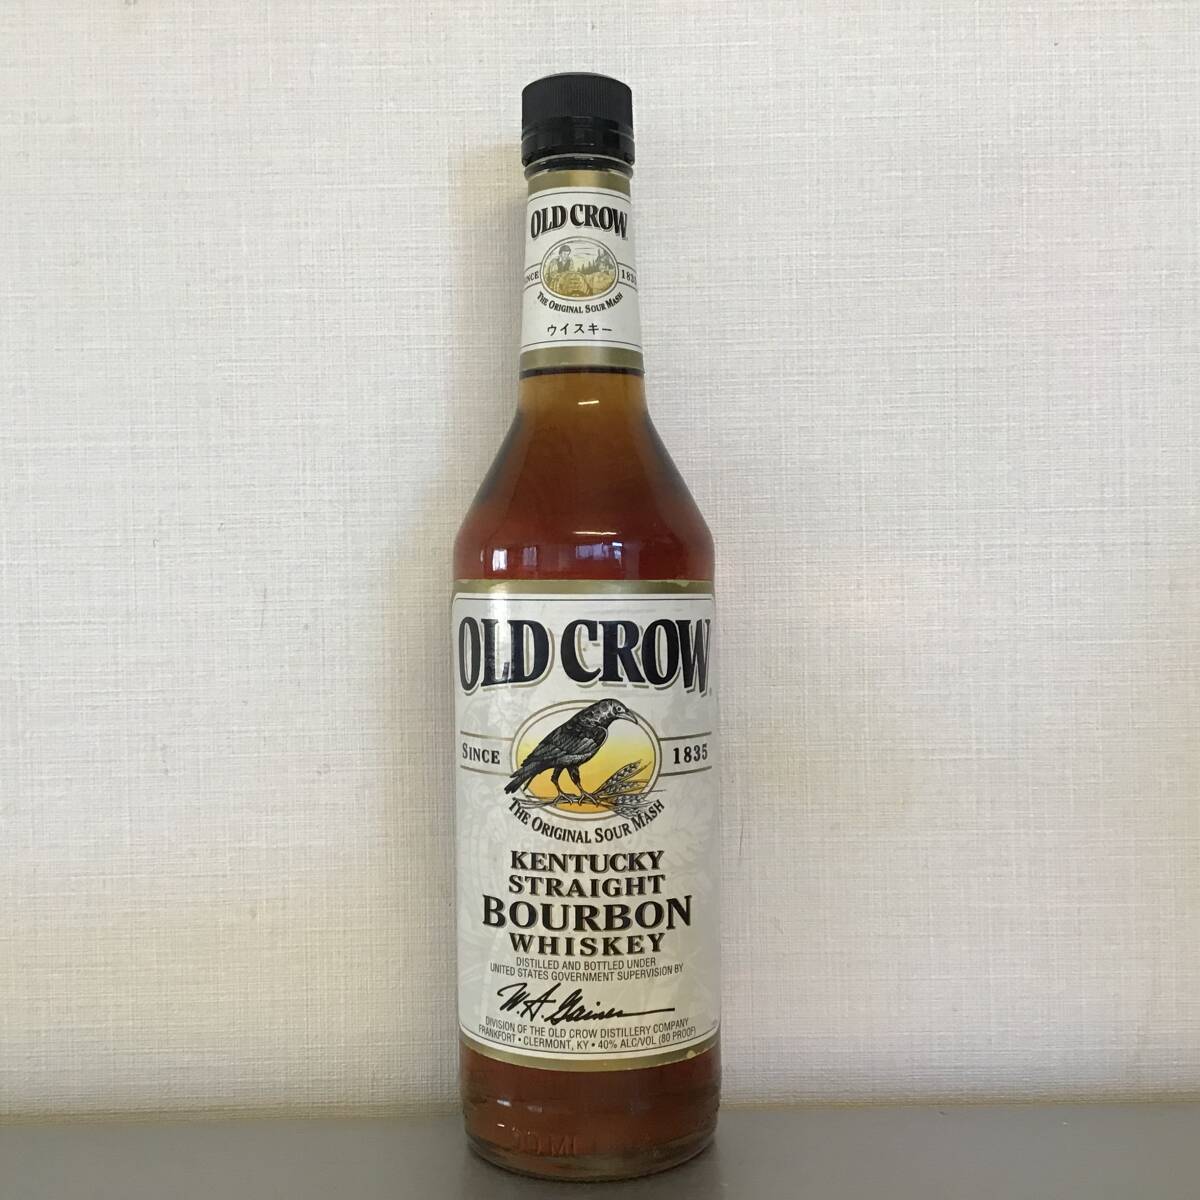 OLD CROW
SINCE 1835
THE ORIGINAL SOUR MASH
ウイスキー
OLD CROW
SINCE 1835
THE ORIGINAL SOUR MASH
KENTUCKY
STRAIGHT
BOURBON
WHISKEY
DISTILLED AND BOTTLED UNDER
UNITED STATES GOVERNMENT SUPERVISION BY
W.A. Gaines
DIVISION OF THE OLD CROW DISTILLERY COMPANY
FRANKFORT • CLERMONT, KY • 40% ALC/VOL (80 PROOF)